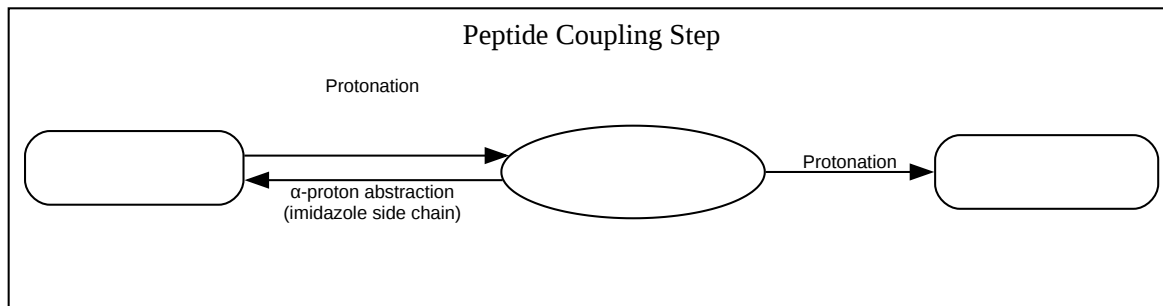 Peptide Coupling Step
Protonation
Protonation
α-proton abstraction
(imidazole side chain)